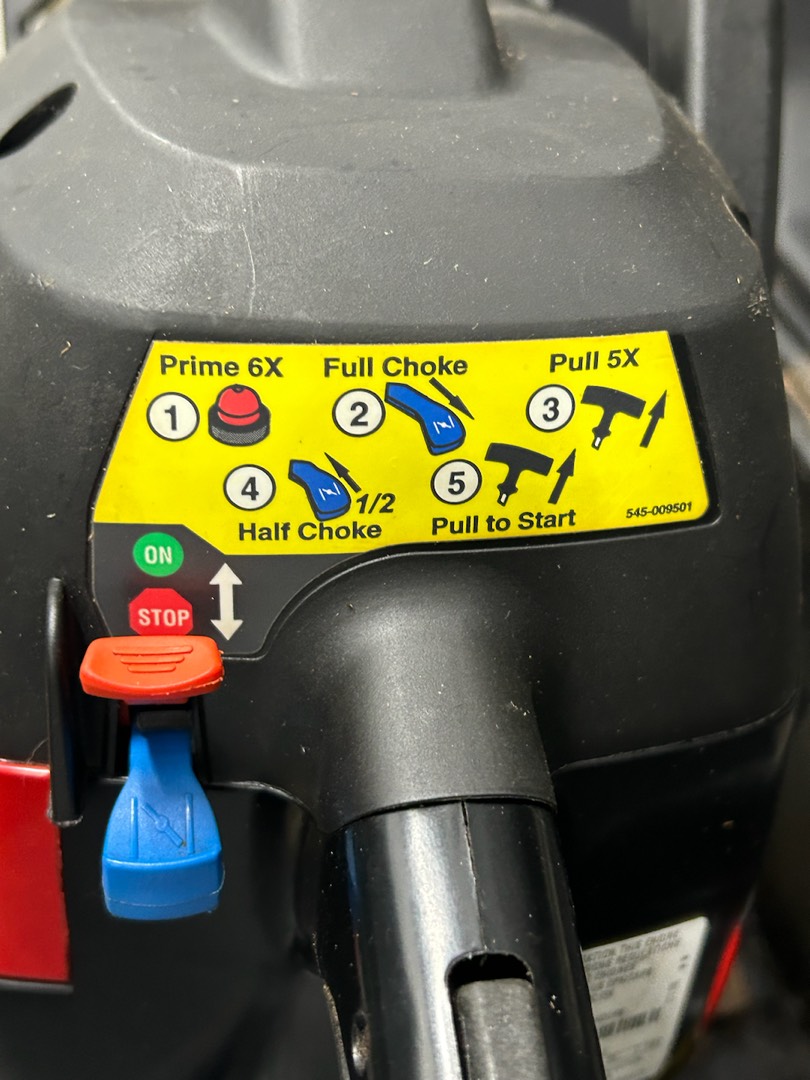 Prime 6X
Full Choke
Pull 5X
1
2
3
4
1/2
5
Half Choke
Pull to Start
545-009501
ON
STOP